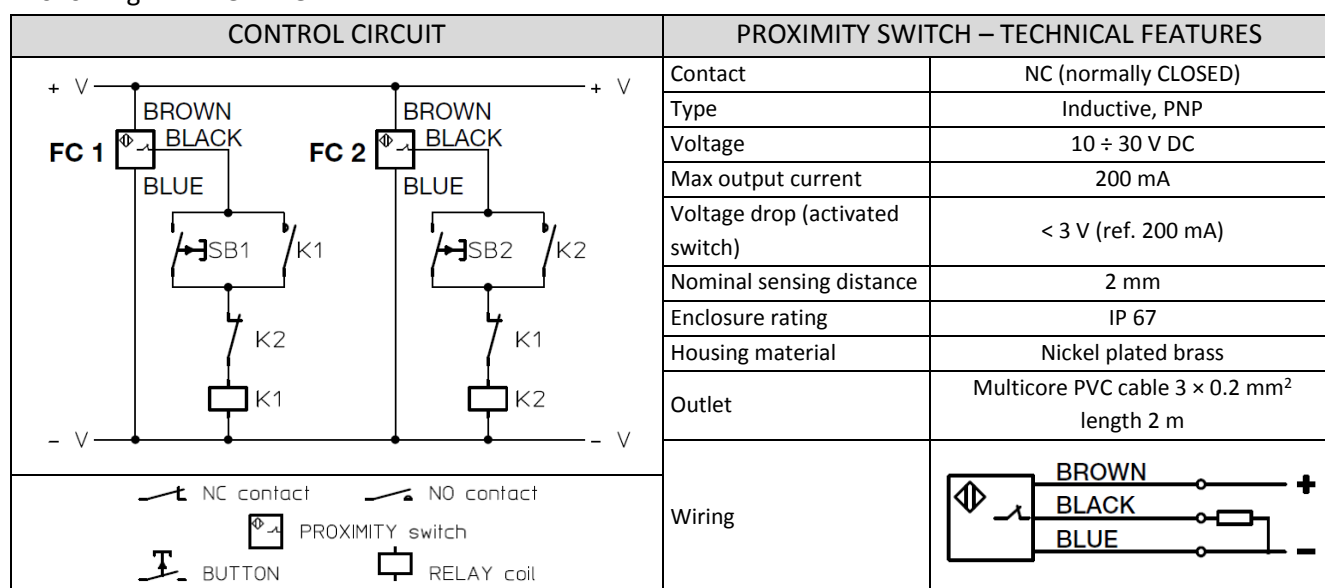 CONTROL CIRCUIT
PROXIMITY SWITCH – TECHNICAL FEATURES
+ V
+ V
BROWN
BLACK
FC 1
BLUE
SB1
K1
K2
K1
BROWN
BLACK
FC 2
BLUE
SB2
K2
K1
K2
– V
– V
NC contact
NO contact
PROXIMITY switch
BUTTON
RELAY coil
Contact
NC (normally CLOSED)
Type
Inductive, PNP
Voltage
10 ÷ 30 V DC
Max output current
200 mA
Voltage drop (activated
switch)
< 3 V (ref. 200 mA)
Nominal sensing distance
2 mm
Enclosure rating
IP 67
Housing material
Nickel plated brass
Outlet
Multicore PVC cable 3 × 0.2 mm²
length 2 m
Wiring
BROWN
+
BLACK
BLUE
–